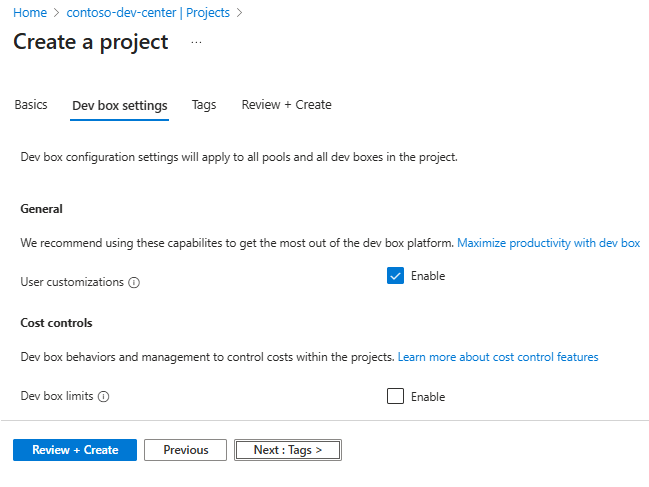 Home > contoso-dev-center | Projects >
Create a project ...
Basics Dev box settings Tags Review + Create
Dev box configuration settings will apply to all pools and all dev boxes in the project.
General
We recommend using these capabilites to get the most out of the dev box platform. Maximize productivity with dev box
User customizations Enable
Cost controls
Dev box behaviors and management to control costs within the projects. Learn more about cost control features
Dev box limits Enable
Review + Create Previous Next : Tags >